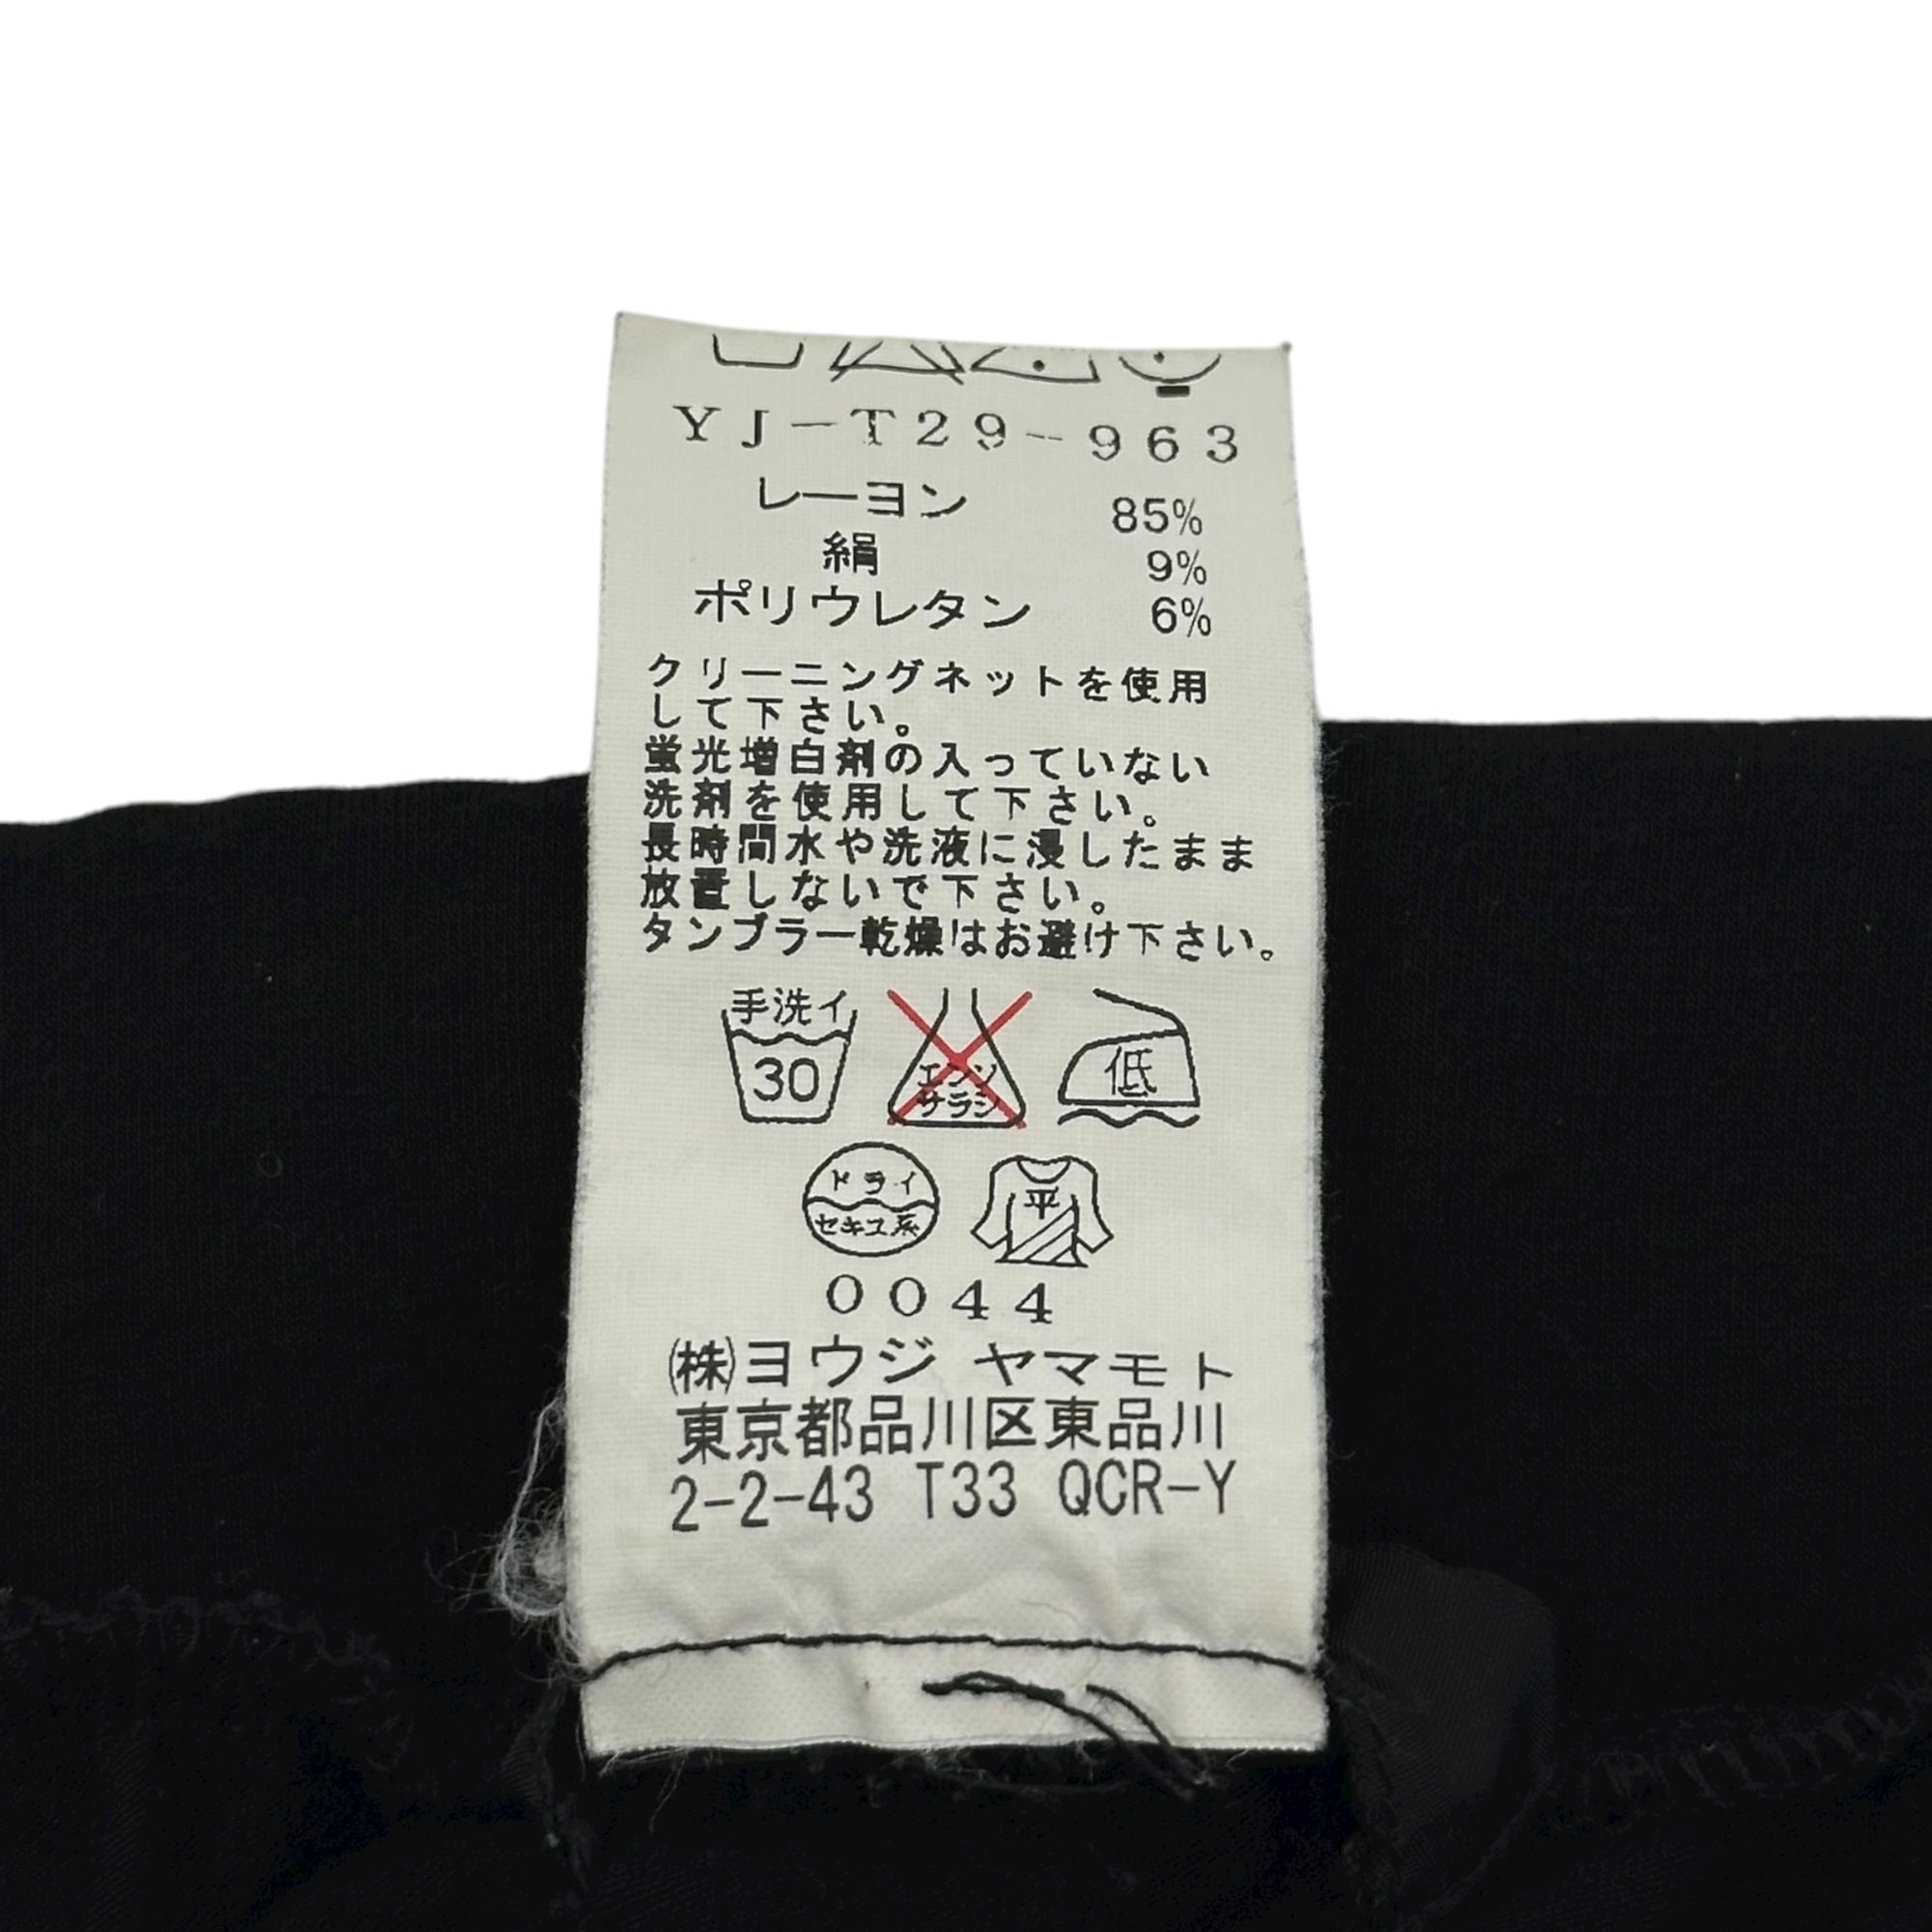 YJ-T29-963
レーヨン 85%
絹 9%
ポリウレタン 6%
クリーニングネットを使用
して下さい。
蛍光増白剤の入っていない
洗剤を使用して下さい。
長時間水や洗液に浸したまま
放置しないで下さい。
タンブラー乾燥はお避け下さい。
手洗イ
30
エンソ
サラシ
低
ドライ
セキユ系
平
0044
㈱ヨウジ ヤマモト
東京都品川区東品川
2-2-43 T33 QCR-Y